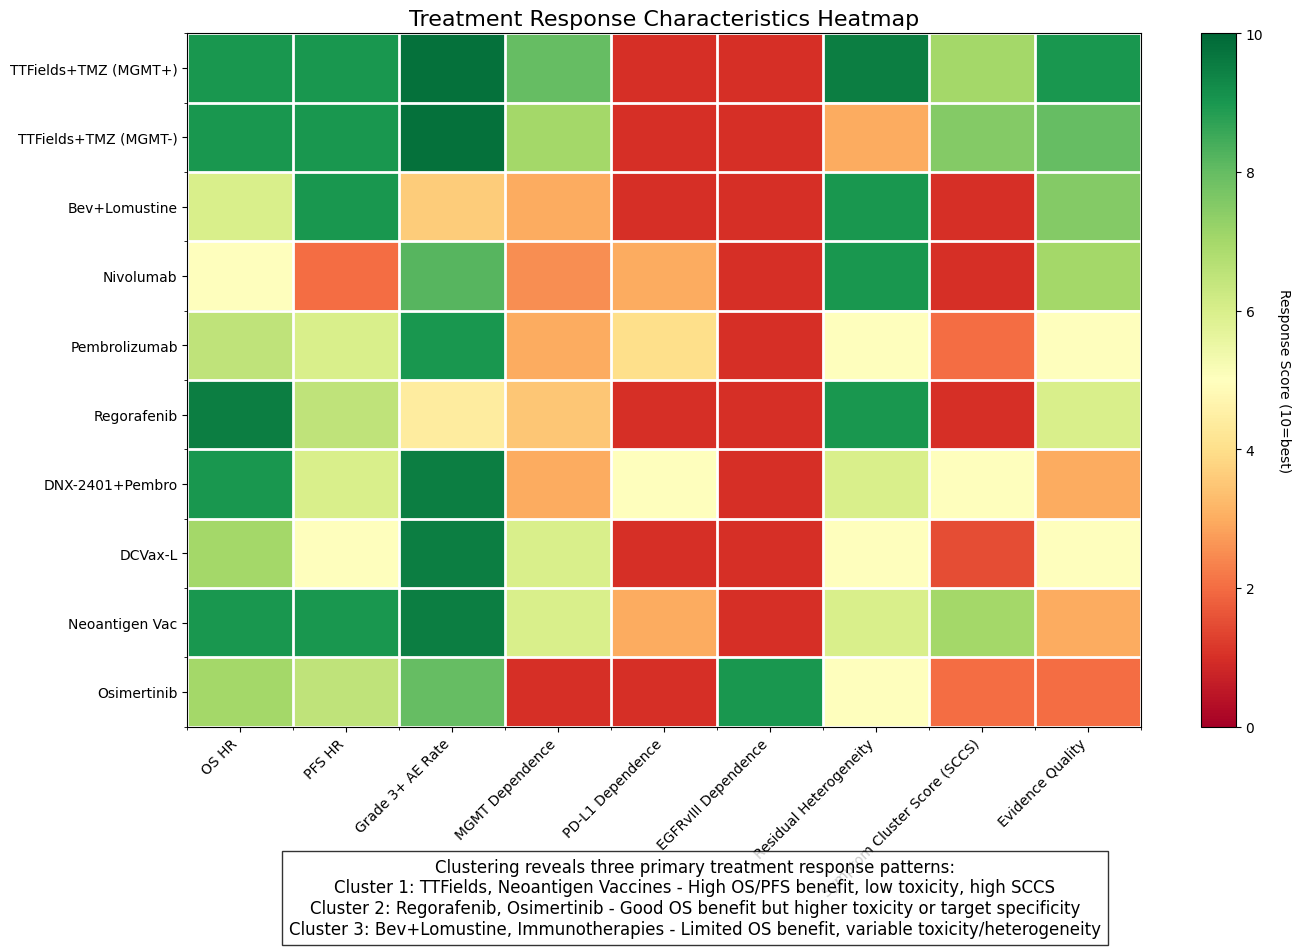 Treatment Response Characteristics Heatmap
TTFields+TMZ (MGMT+)
TTFields+TMZ (MGMT-)
Bev+Lomustine
Nivolumab
Pembrolizumab
Regorafenib
DNX-2401+Pembro
DCVax-L
Neoantigen Vac
Osimertinib
OS HR
PFS HR
Grade 3+ AE Rate
MGMT Dependence
PD-L1 Dependence
EGFRvIII Dependence
Residual Heterogeneity
Cluster Score (SCCS)
Evidence Quality
10
8
6
4
2
0
Response Score (10=best)
Clustering reveals three primary treatment response patterns:
Cluster 1: TTFields, Neoantigen Vaccines - High OS/PFS benefit, low toxicity, high SCCS
Cluster 2: Regorafenib, Osimertinib - Good OS benefit but higher toxicity or target specificity
Cluster 3: Bev+Lomustine, Immunotherapies - Limited OS benefit, variable toxicity/heterogeneity